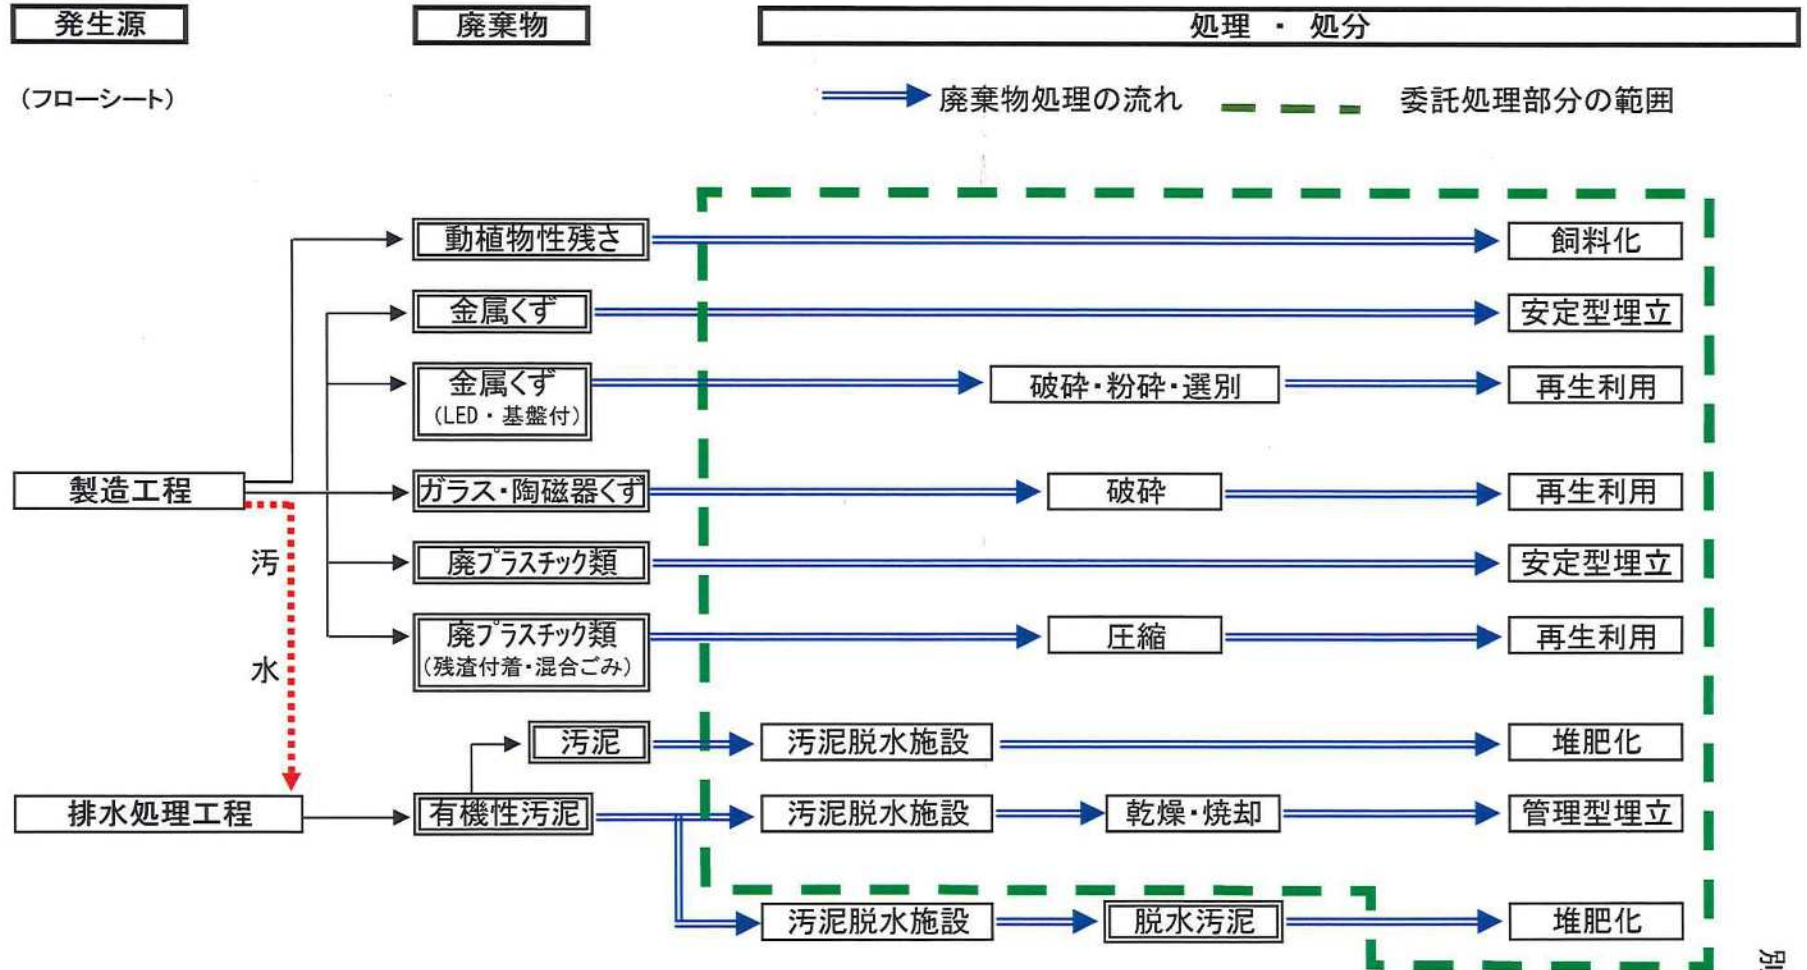 発生源
廃棄物
処理 ・ 処分
(フローシート)
廃棄物処理の流れ
委託処理部分の範囲
動植物性残さ
飼料化
金属くず
安定型埋立
金属くず
(LED・基盤付)
破砕・粉砕・選別
再生利用
製造工程
ガラス・陶磁器くず
破砕
再生利用
汚
水
廃プラスチック類
安定型埋立
廃プラスチック類
(残渣付着・混合ごみ)
圧縮
再生利用
汚泥
汚泥脱水施設
堆肥化
排水処理工程
有機性汚泥
汚泥脱水施設
乾燥・焼却
管理型埋立
汚泥脱水施設
脱水汚泥
堆肥化
別